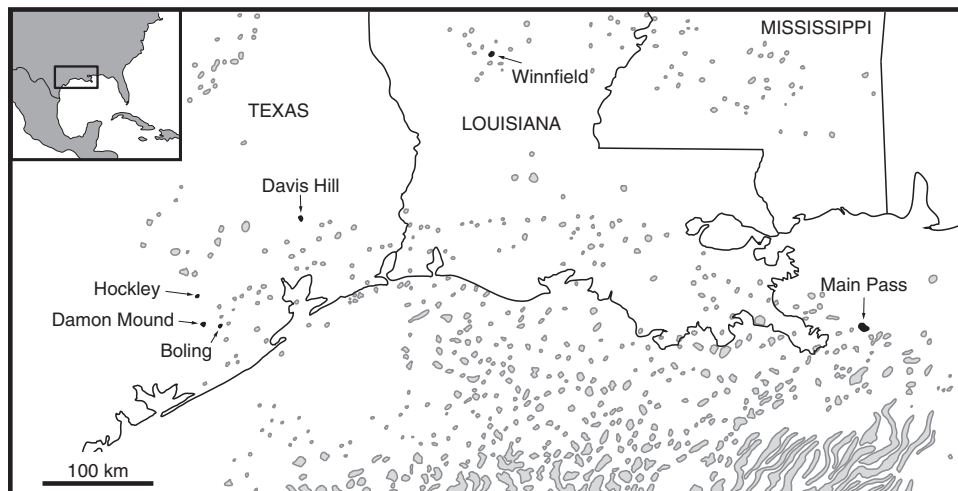 MISSISSIPPI
Winnfield
TEXAS
LOUISIANA
Davis Hill
Hockley
Main Pass
Damon Mound
Boling
100 km